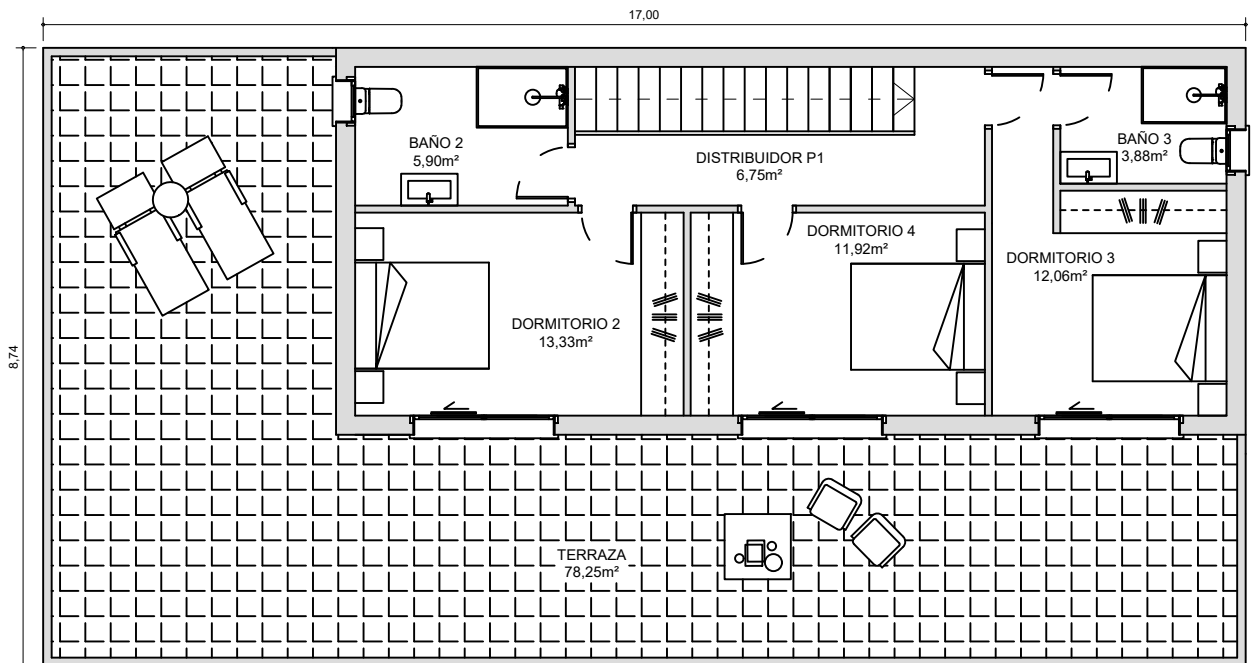 17,00
8,74
BAÑO 2
5,90m²
DISTRIBUIDOR P1
6,75m²
BAÑO 3
3,88m²
DORMITORIO 4
11,92m²
DORMITORIO 3
12,06m²
DORMITORIO 2
13,33m²
TERRAZA
78,25m²